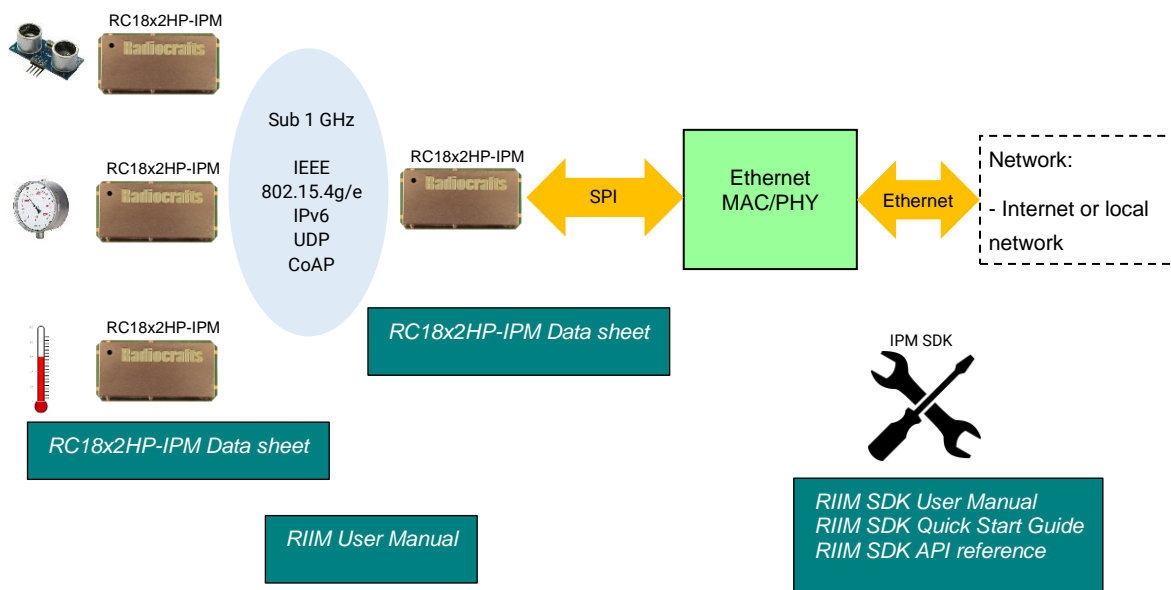 RC18x2HP-IPM
Radiocrafts
Sub 1 GHz
IEEE
802.15.4g/e
IPv6
UDP
CoAP
RC18x2HP-IPM
Radiocrafts
RC18x2HP-IPM
Radiocrafts
SPI
Ethernet
MAC/PHY
Ethernet
Network:
- Internet or local
network
RC18x2HP-IPM
Radiocrafts
RC18x2HP-IPM Data sheet
IPM SDK
RC18x2HP-IPM Data sheet
RIIM SDK User Manual
RIIM SDK Quick Start Guide
RIIM SDK API reference
RIIM User Manual